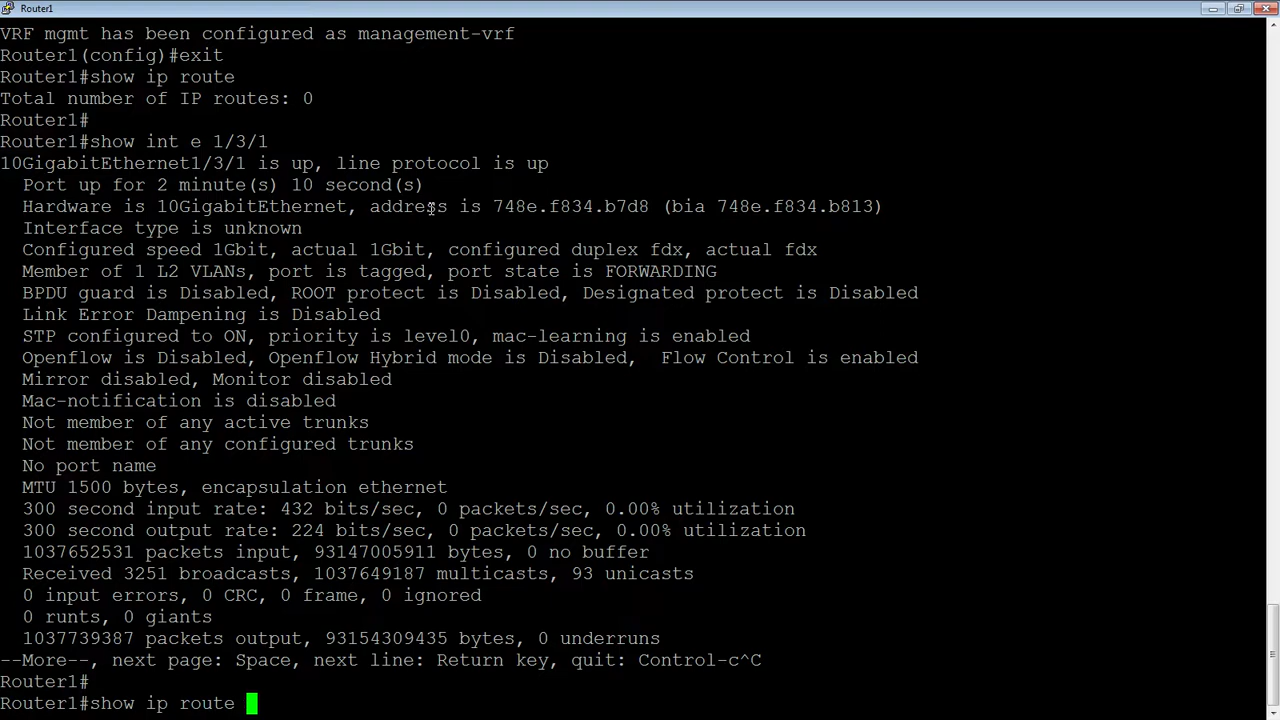 Router1
VRF mgmt has been configured as management-vrf
Router1(config)#exit
Router1#show ip route
Total number of IP routes: 0
Router1#
Router1#show int e 1/3/1
10GigabitEthernet1/3/1 is up, line protocol is up
  Port up for 2 minute(s) 10 second(s)
  Hardware is 10GigabitEthernet, address is 748e.f834.b7d8 (bia 748e.f834.b813)
  Interface type is unknown
  Configured speed 1Gbit, actual 1Gbit, configured duplex fdx, actual fdx
  Member of 1 L2 VLANs, port is tagged, port state is FORWARDING
  BPDU guard is Disabled, ROOT protect is Disabled, Designated protect is Disabled
  Link Error Dampening is Disabled
  STP configured to ON, priority is level0, mac-learning is enabled
  Openflow is Disabled, Openflow Hybrid mode is Disabled,  Flow Control is enabled
  Mirror disabled, Monitor disabled
  Mac-notification is disabled
  Not member of any active trunks
  Not member of any configured trunks
  No port name
  MTU 1500 bytes, encapsulation ethernet
  300 second input rate: 432 bits/sec, 0 packets/sec, 0.00% utilization
  300 second output rate: 224 bits/sec, 0 packets/sec, 0.00% utilization
  1037652531 packets input, 93147005911 bytes, 0 no buffer
  Received 3251 broadcasts, 1037649187 multicasts, 93 unicasts
  0 input errors, 0 CRC, 0 frame, 0 ignored
  0 runts, 0 giants
  1037739387 packets output, 93154309435 bytes, 0 underruns
--More--, next page: Space, next line: Return key, quit: Control-c^C
Router1#
Router1#show ip route